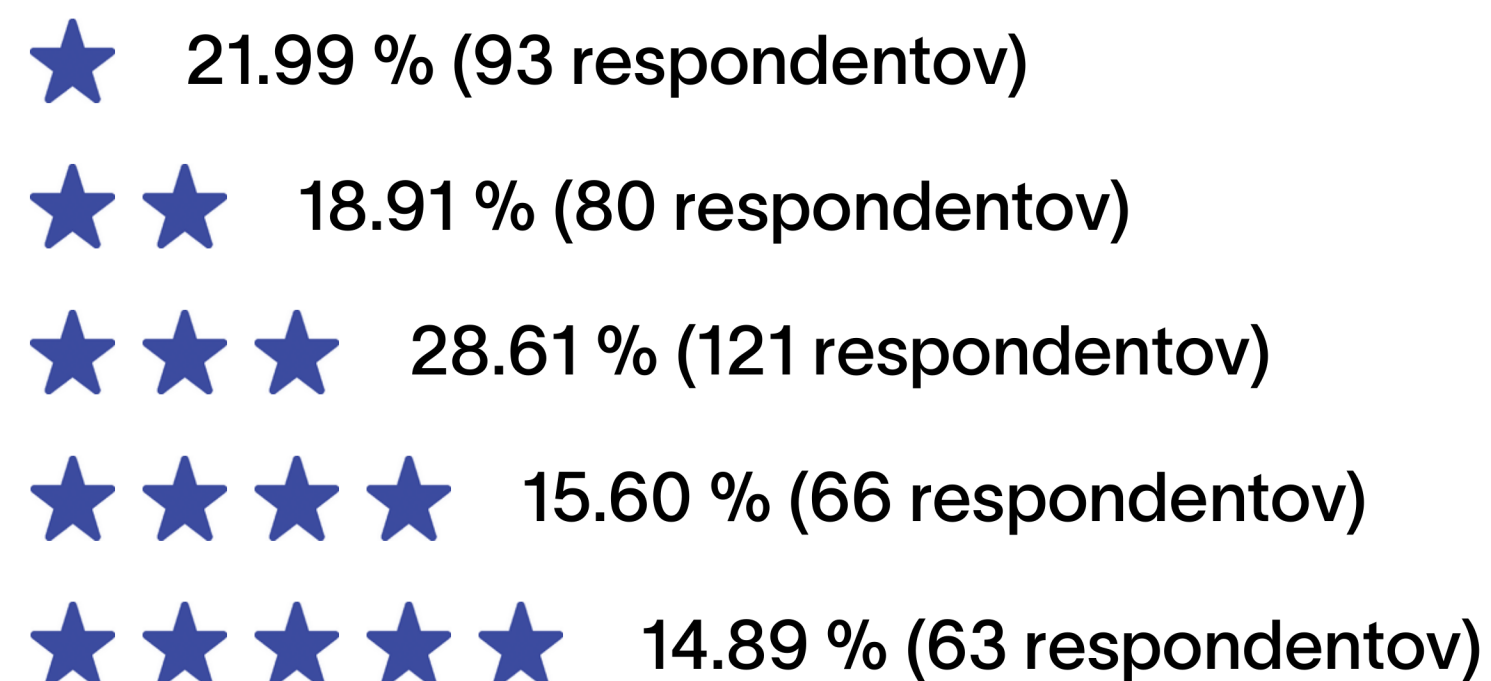 21.99 % (93 respondentov)
18.91 % (80 respondentov)
28.61 % (121 respondentov)
15.60 % (66 respondentov)
14.89 % (63 respondentov)